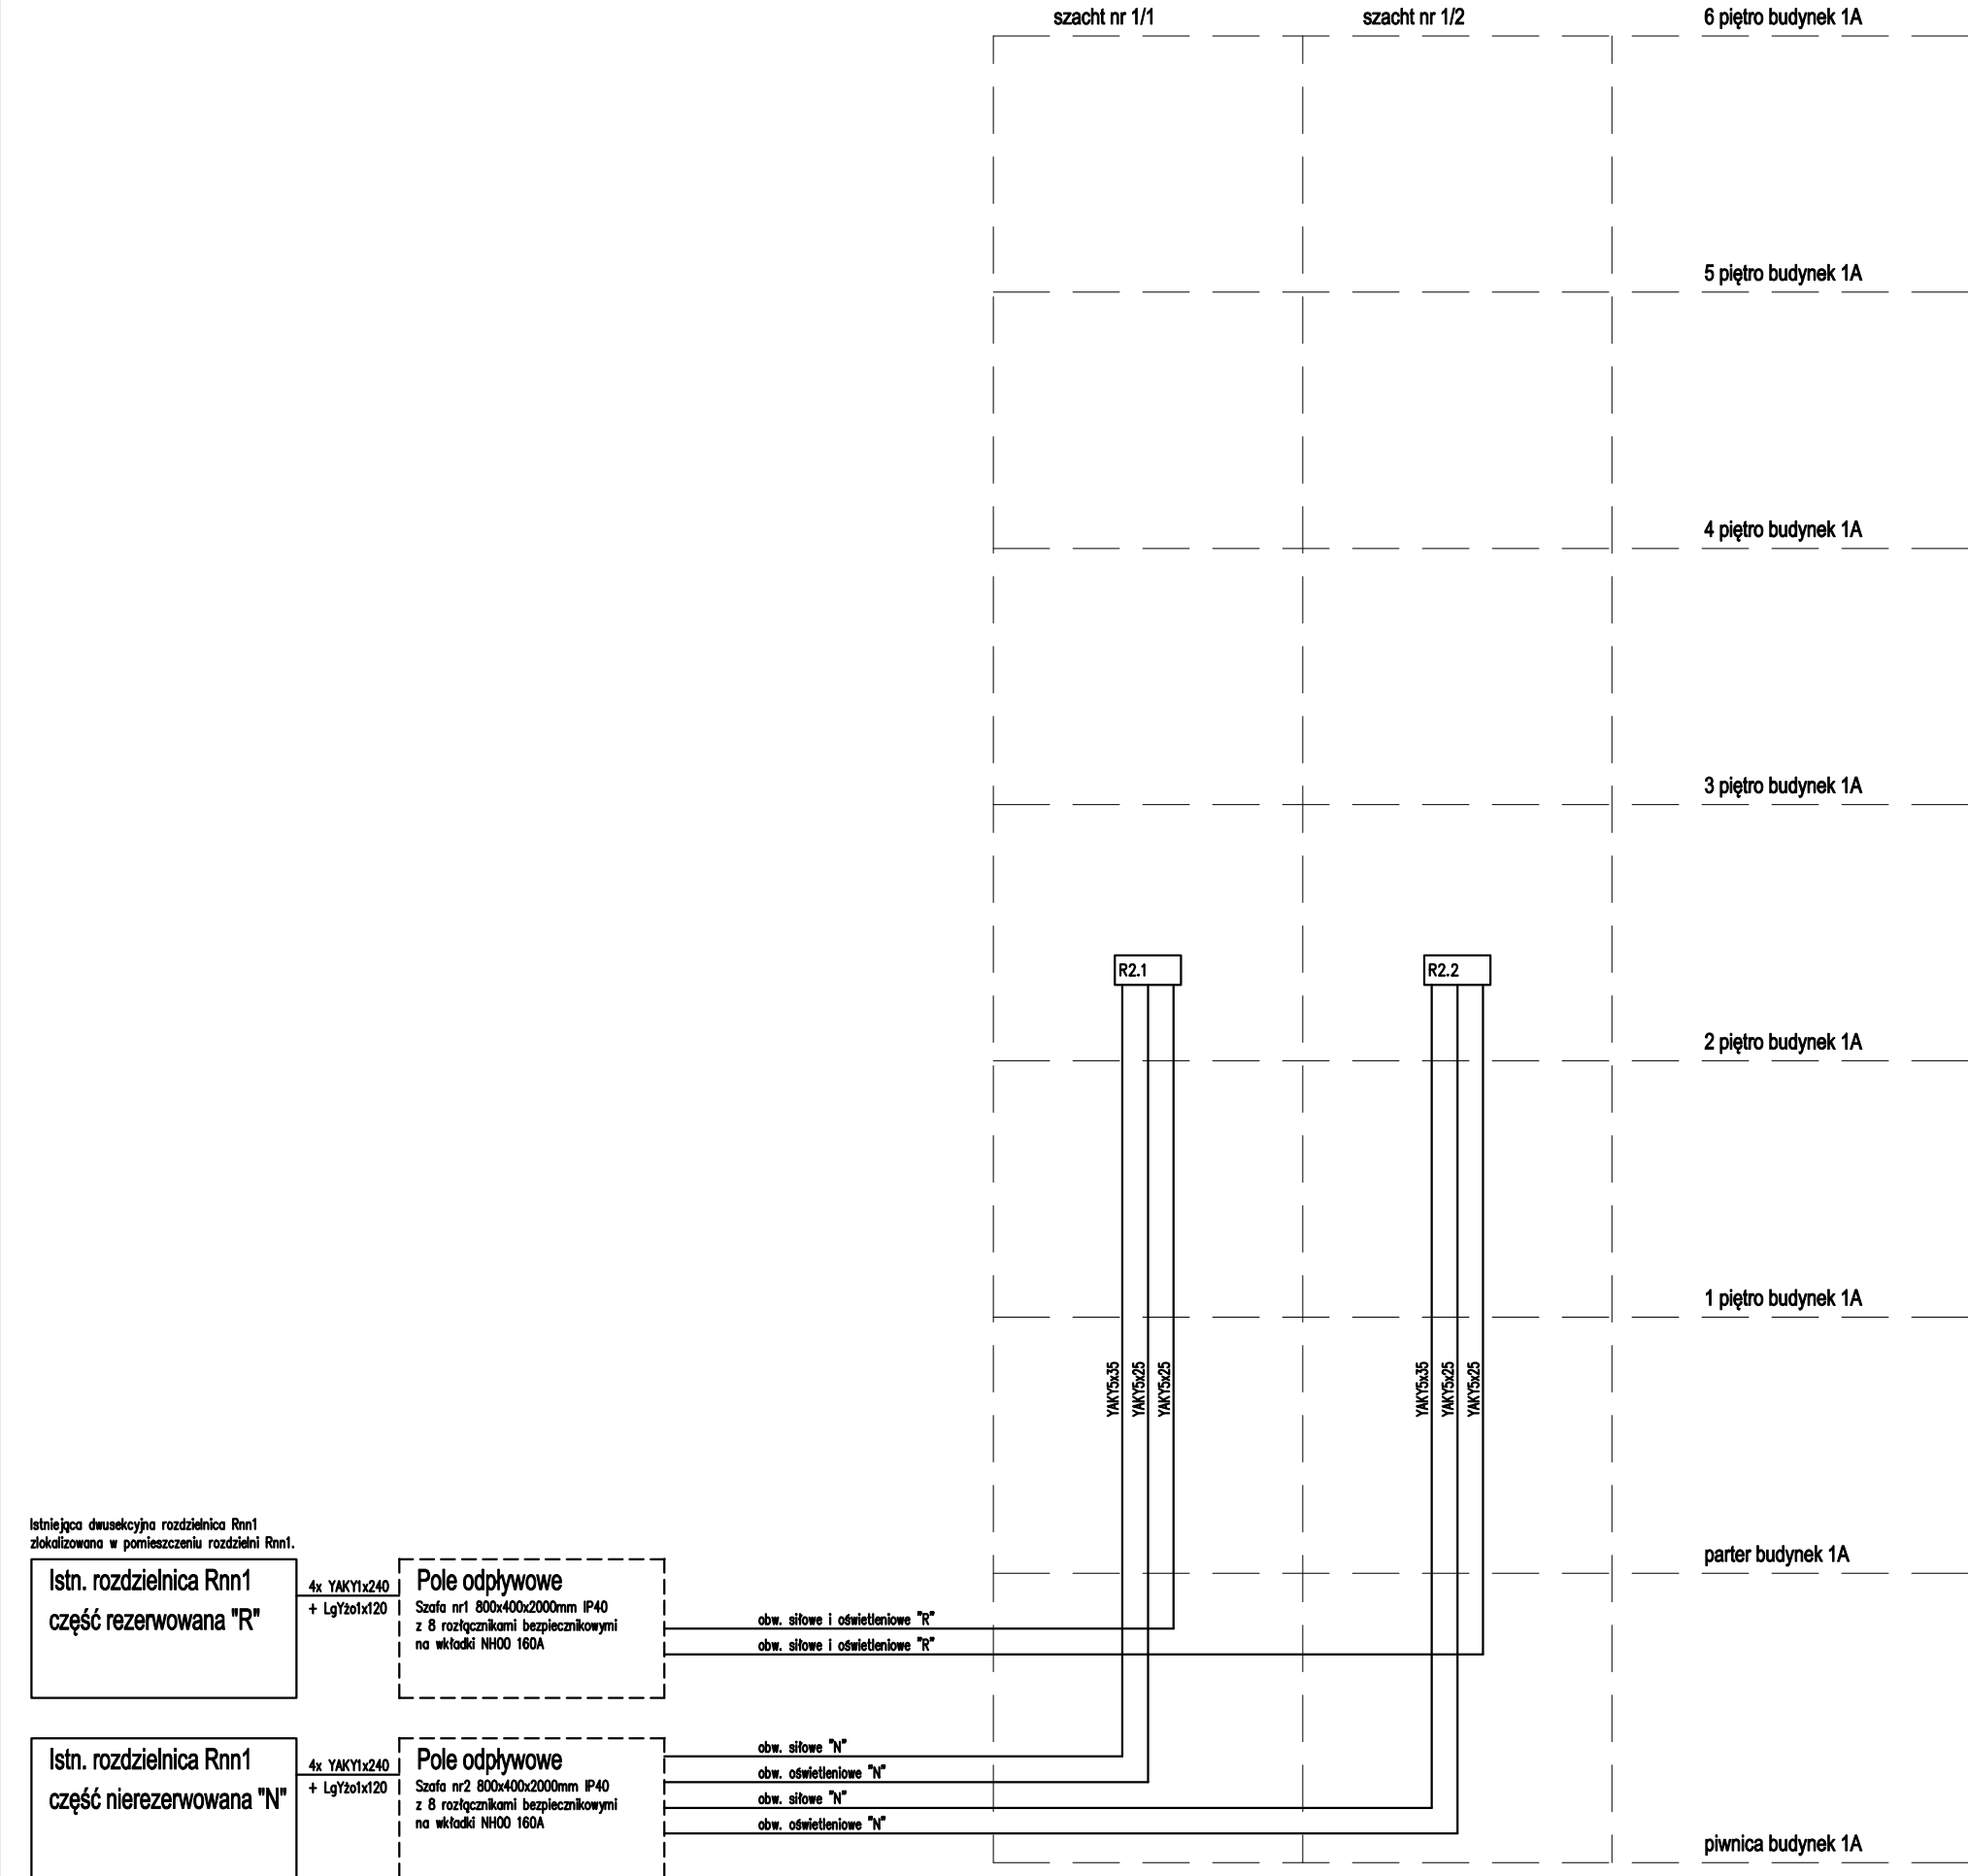 szacht nr 1/1
szacht nr 1/2
6 piętro budynek 1A
5 piętro budynek 1A
4 piętro budynek 1A
3 piętro budynek 1A
R2.1
R2.2
2 piętro budynek 1A
1 piętro budynek 1A
YAKY5x35
YAKY5x25
YAKY5x25
YAKY5x35
YAKY5x25
YAKY5x25
Istniejąca dwusekcyjna rozdzielnica Rnn1
zlokalizowana w pomieszczeniu rozdzielni Rnn1.
parter budynek 1A
Istn. rozdzielnica Rnn1
część rezerwowana "R"
4x YAKY1x240
+ LgYżo1x120
Pole odpływowe
Szafa nr1 800x400x2000mm IP40
z 8 rozłącznikami bezpiecznikowymi
na wkładki NH00 160A
obw. siłowe i oświetleniowe "R"
obw. siłowe i oświetleniowe "R"
Istn. rozdzielnica Rnn1
część nierezerwowana "N"
4x YAKY1x240
+ LgYżo1x120
Pole odpływowe
Szafa nr2 800x400x2000mm IP40
z 8 rozłącznikami bezpiecznikowymi
na wkładki NH00 160A
obw. siłowe "N"
obw. oświetleniowe "N"
obw. siłowe "N"
obw. oświetleniowe "N"
piwnica budynek 1A